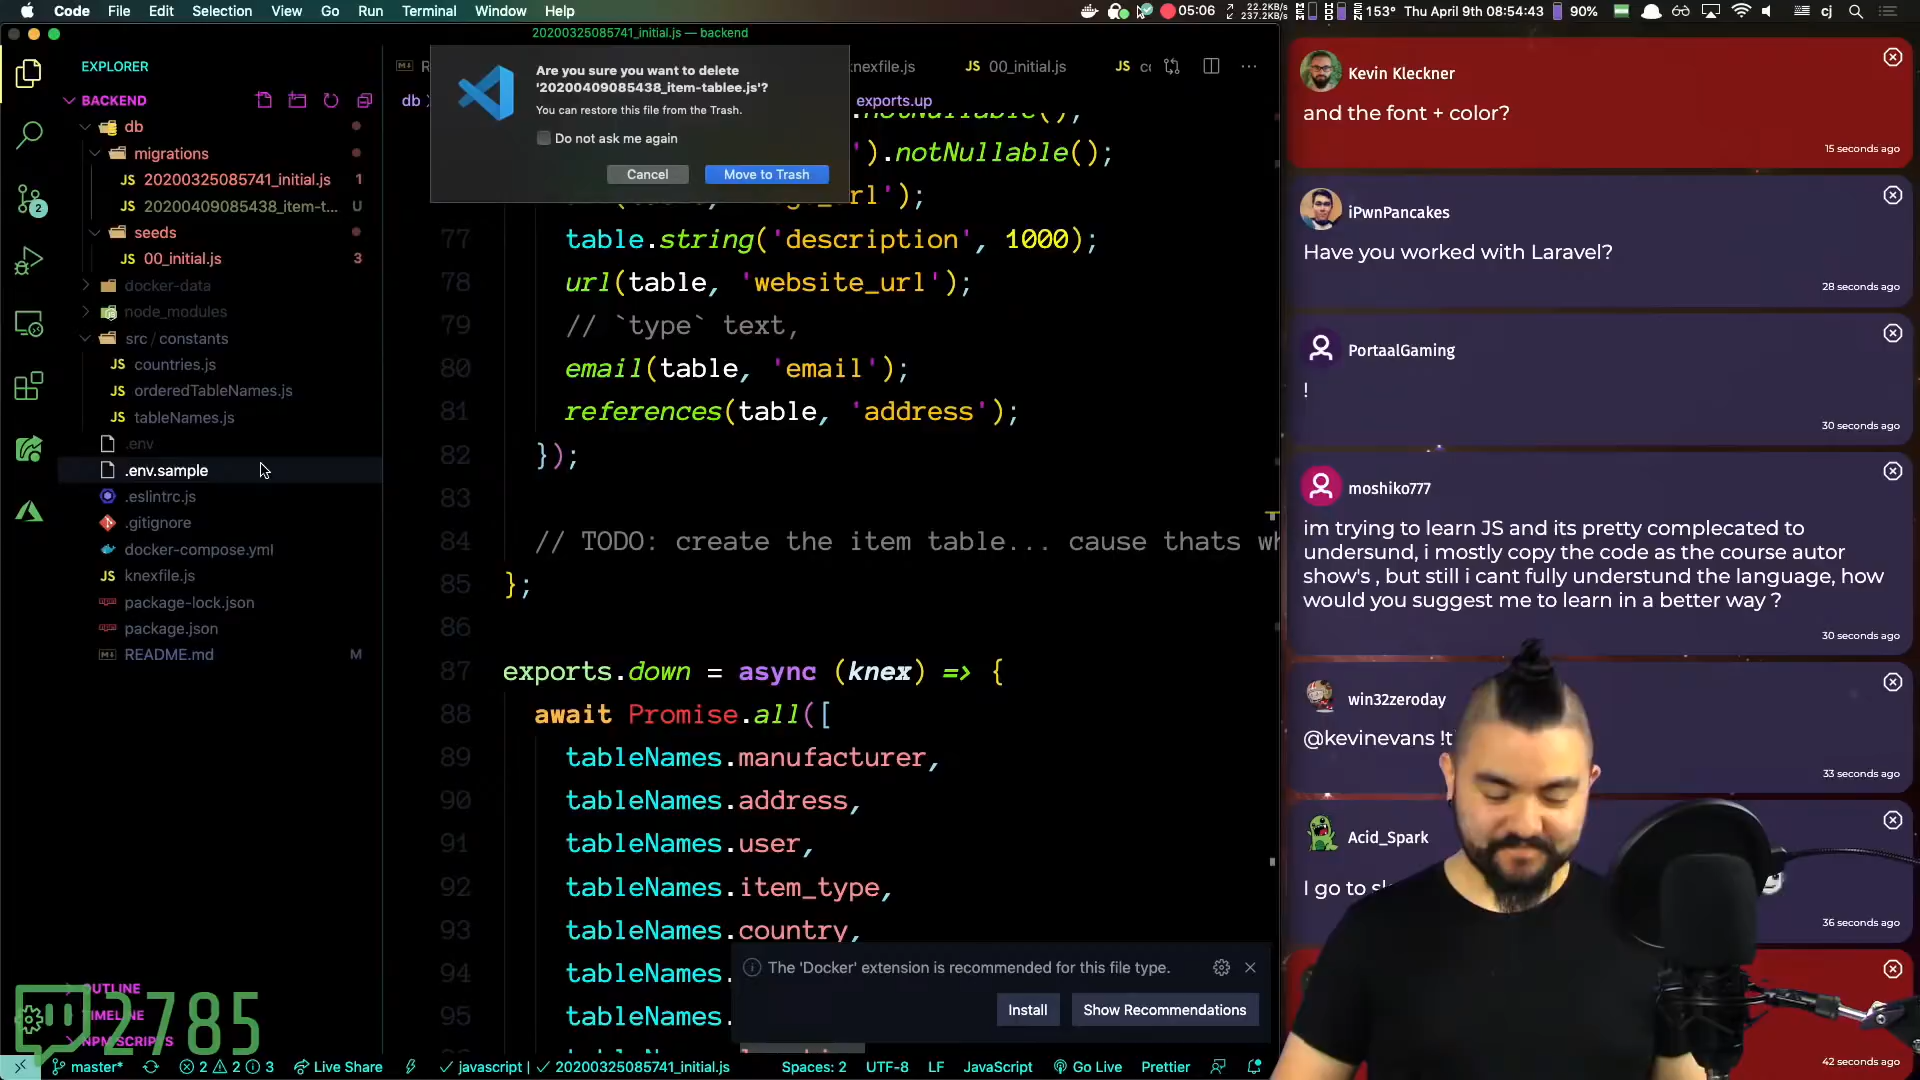 Code File Edit Selection View Go Run Terminal Window Help
05:06 22.2KB/s 237.2KB/s 153° Thu April 9th 08:54:43 90% cj
20200325085741_initial.js — backend
EXPLORER
BACKEND
db
migrations
20200325085741_initial.js 1
20200409085438_item-t... U
seeds
00_initial.js 3
docker-data
node_modules
src / constants
countries.js
orderedTableNames.js
tableNames.js
.env
.env.sample
.eslintrc.js
.gitignore
docker-compose.yml
knexfile.js
package-lock.json
package.json
README.md M
OUTLINE
TIMELINE
NPM SCRIPTS
2785
Are you sure you want to delete
'20200409085438_item-tablee.js'?
You can restore this file from the Trash.
Do not ask me again
Cancel Move to Trash
knexfile.js JS 00_initial.js JS
db exports.up
.notNullable();
').notNullable();
77 table.string('description', 1000);
78 url(table, 'website_url');
79 // `type` text,
80 email(table, 'email');
81 references(table, 'address');
82 });
83
84 // TODO: create the item table... cause thats
85 };
86
87 exports.down = async (knex) => {
88 await Promise.all([
89 tableNames.manufacturer,
90 tableNames.address,
91 tableNames.user,
92 tableNames.item_type,
93 tableNames.country,
94 tableNames.
95 tableNames.
The 'Docker' extension is recommended for this file type.
Install Show Recommendations
master* 2 2 3 Live Share javascript | 20200325085741_initial.js Spaces: 2 UTF-8 LF JavaScript Go Live Prettier
Kevin Kleckner
and the font + color?
15 seconds ago
iPwnPancakes
Have you worked with Laravel?
28 seconds ago
PortaalGaming
!
30 seconds ago
moshiko777
im trying to learn JS and its pretty complecated to
undersund, i mostly copy the code as the course autor
show's , but still i cant fully understund the language, how
would you suggest me to learn in a better way ?
30 seconds ago
win32zeroday
@kevinevans !t
33 seconds ago
Acid_Spark
I go to
36 seconds ago
42 seconds ago